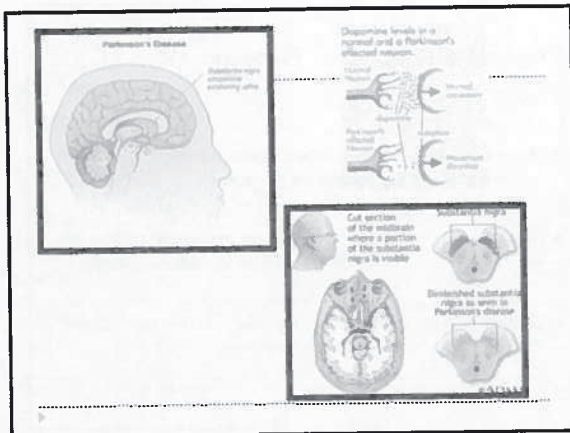 Parkinson's Disease
Substantia nigra
Dopamine levels in a
normal and a Parkinson's
affected neuron.
Normal
Neuron
Normal
movement
dopamine
receptors
Parkinson's
affected
Neuron
Movement
disorders
Cut section
of the midbrain
where a portion
of the substantia
nigra is visible
Substantia nigra
Diminished substantia
nigra as seen in
Parkinson's disease